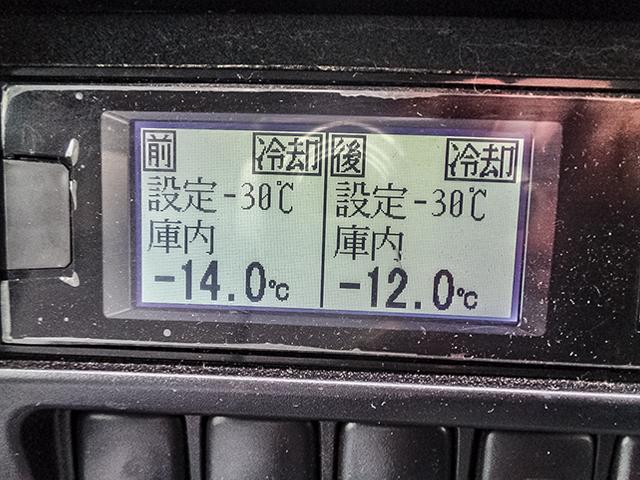 前 冷却
設定-30℃
庫内
-14.0℃
後 冷却
設定-30℃
庫内
-12.0℃